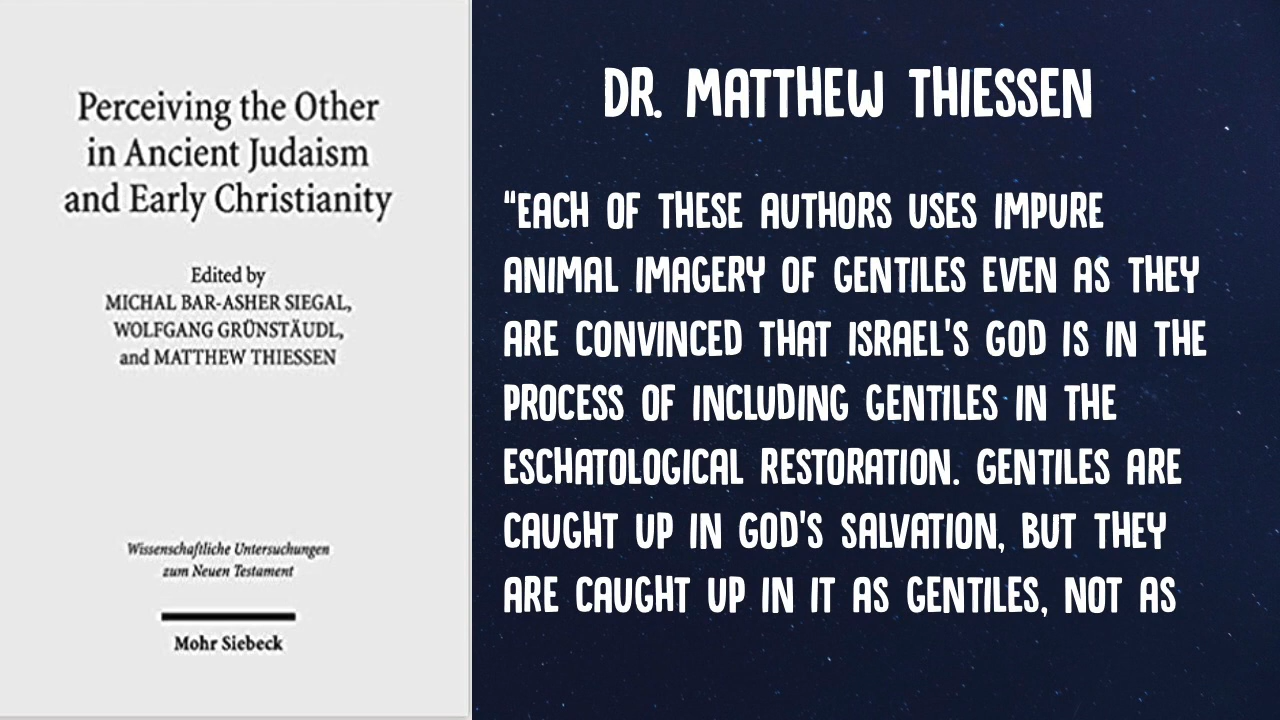 Perceiving the Other
in Ancient Judaism
and Early Christianity
Edited by
MICHAL BAR-ASHER SIEGAL,
WOLFGANG GRÜNSTÄUDL,
and MATTHEW THIESSEN
Wissenschaftliche Untersuchungen
zum Neuen Testament
Mohr Siebeck
DR. MATTHEW THIESSEN
"EACH OF THESE AUTHORS USES IMPURE
ANIMAL IMAGERY OF GENTILES EVEN AS THEY
ARE CONVINCED THAT ISRAEL'S GOD IS IN THE
PROCESS OF INCLUDING GENTILES IN THE
ESCHATOLOGICAL RESTORATION. GENTILES ARE
CAUGHT UP IN GOD'S SALVATION, BUT THEY
ARE CAUGHT UP IN IT AS GENTILES, NOT AS